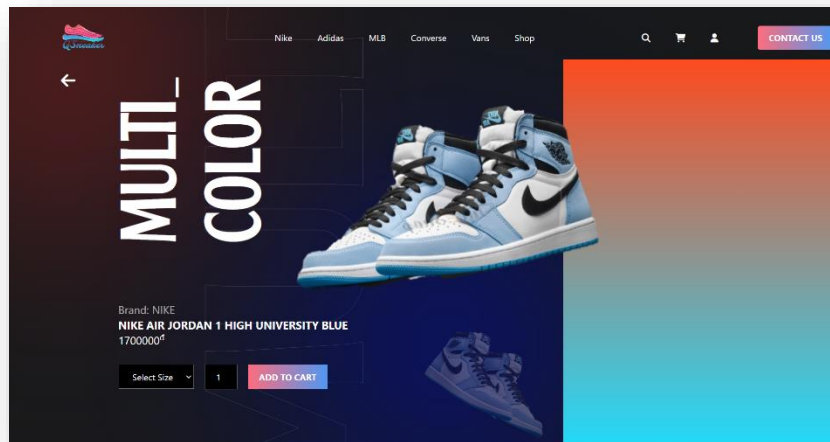 QSneaker
Nike Adidas MLB Converse Vans Shop
CONTACT US
MULTI_
COLOR
Brand: NIKE
NIKE AIR JORDAN 1 HIGH UNIVERSITY BLUE
1700000đ
Select Size 1 ADD TO CART